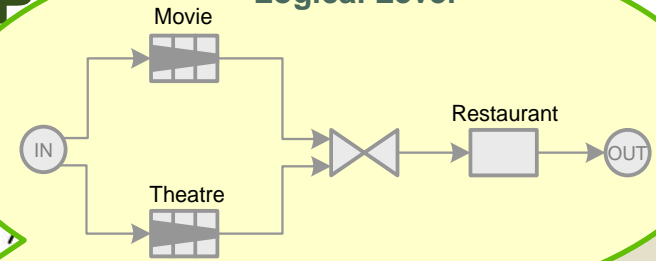 Logical Level
Movie
Restaurant
IN
OUT
Theatre